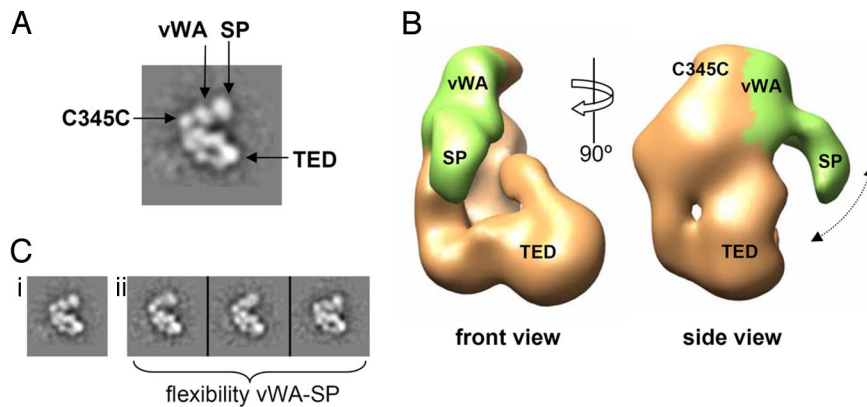 A
vWA SP
C345C
TED
B
vWA
SP
TED
front view
90º
C345C
vWA
SP
TED
side view
C
i
ii
flexibility vWA-SP